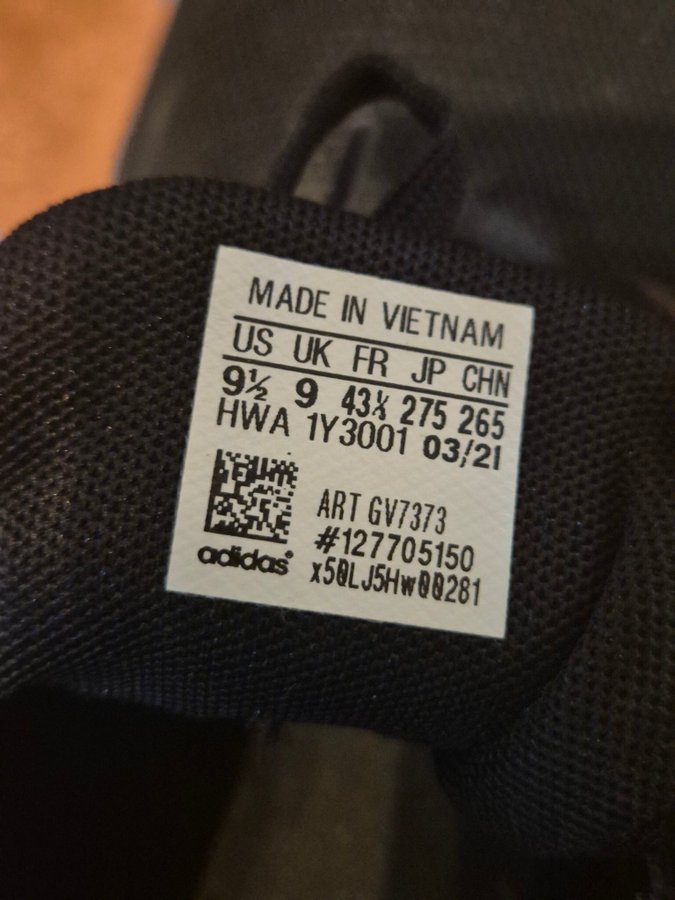 MADE IN VIETNAM
US UK FR JP CHN
9½ 9 43⅓ 275 265
HWA 1Y3001 03/21
ART GV7373
#127705150
adidas®
x50LJ5Hw00281